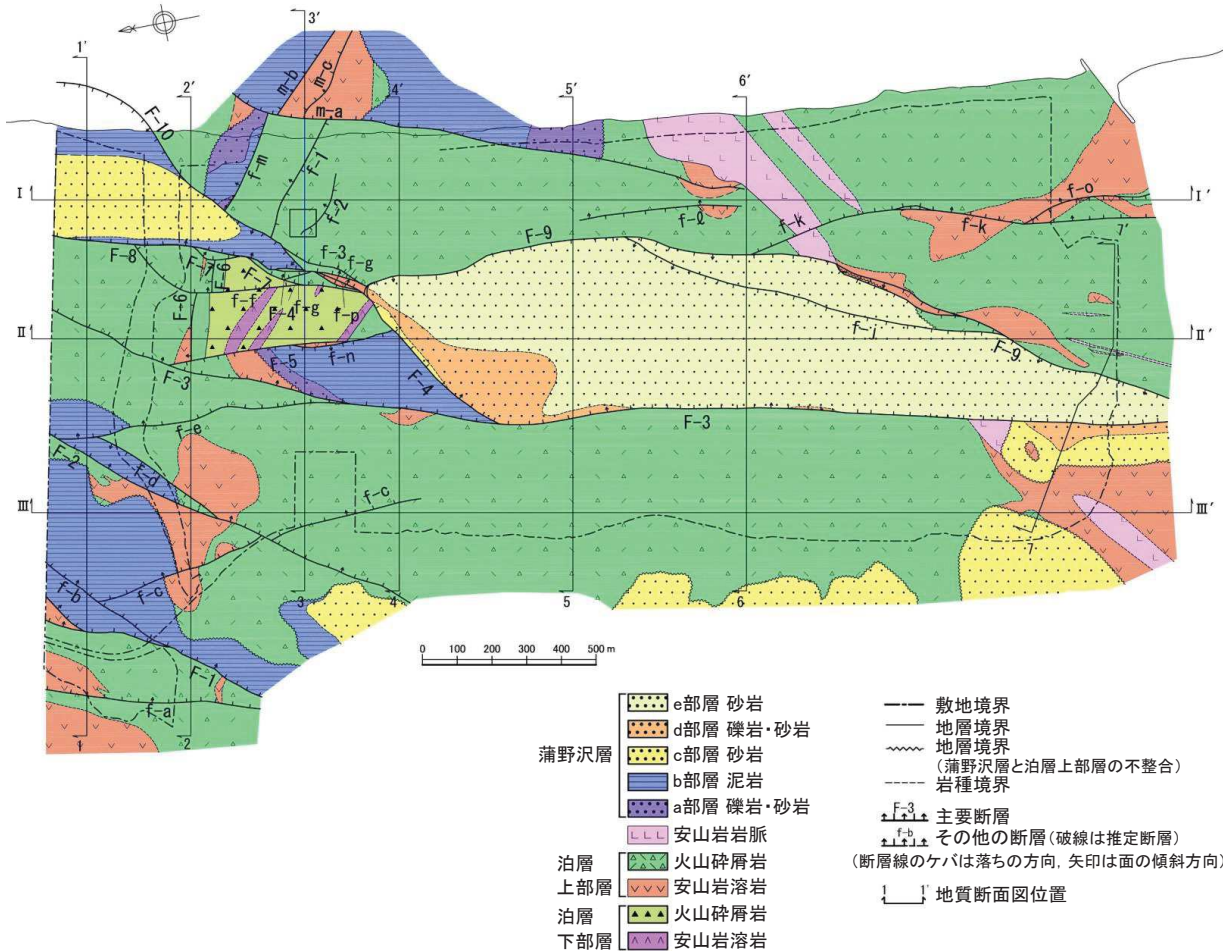 3'
1'
2'
m-b
m-c
m-a
4'
5'
6'
F-10
f-m
f-1
f-2
I
I'
f-o
f-k
f-k
f-ℓ
7'
F-9
F-8
F-6
F-7
f-3
f-g
F-6
f-f
F-4
f-g
f-p
f-j
II
II'
F-5
f-n
F-9
F-3
F-4
F-3
f-e
F-2
f-d
f-c
III
III'
7
f-c
f-b
3
4
5
6
F-1
f-a
1
2
0 100 200 300 400 500 m
蒲野沢層
e部層 砂岩
d部層 礫岩・砂岩
c部層 砂岩
b部層 泥岩
a部層 礫岩・砂岩
安山岩岩脈
泊層
上部層
火山砕屑岩
安山岩溶岩
泊層
下部層
火山砕屑岩
安山岩溶岩
敷地境界
地層境界
地層境界
(蒲野沢層と泊層上部層の不整合)
岩種境界
F-3 主要断層
f-b その他の断層(破線は推定断層)
(断層線のケバは落ちの方向, 矢印は面の傾斜方向)
1 1' 地質断面図位置